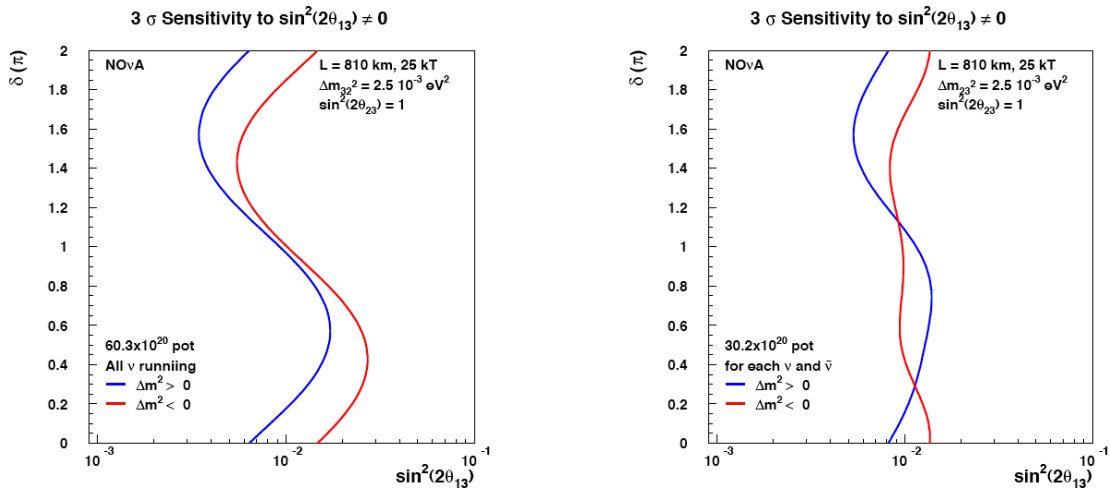 3 σ Sensitivity to sin²(2θ₁₃) ≠ 0
δ (π)
2
1.8
1.6
1.4
1.2
1
0.8
0.6
0.4
0.2
0
NOνA
L = 810 km, 25 kT
Δm₃₂² = 2.5 10⁻³ eV²
sin²(2θ₂₃) = 1
60.3x10²⁰ pot
All ν runniing
Δm² > 0
Δm² < 0
10⁻³
10⁻²
10⁻¹
sin²(2θ₁₃)
3 σ Sensitivity to sin²(2θ₁₃) ≠ 0
δ (π)
2
1.8
1.6
1.4
1.2
1
0.8
0.6
0.4
0.2
0
NOνA
L = 810 km, 25 kT
Δm₂₃² = 2.5 10⁻³ eV²
sin²(2θ₂₃) = 1
30.2x10²⁰ pot
for each ν and ν̄
Δm² > 0
Δm² < 0
10⁻³
10⁻²
10⁻¹
sin²(2θ₁₃)